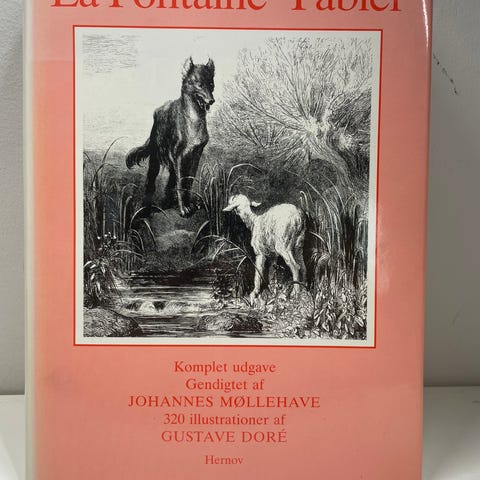 La Fontaine Fabler
Komplet udgave
Gendigtet af
JOHANNES MØLLEHAVE
320 illustrationer af
GUSTAVE DORÉ
Hernov